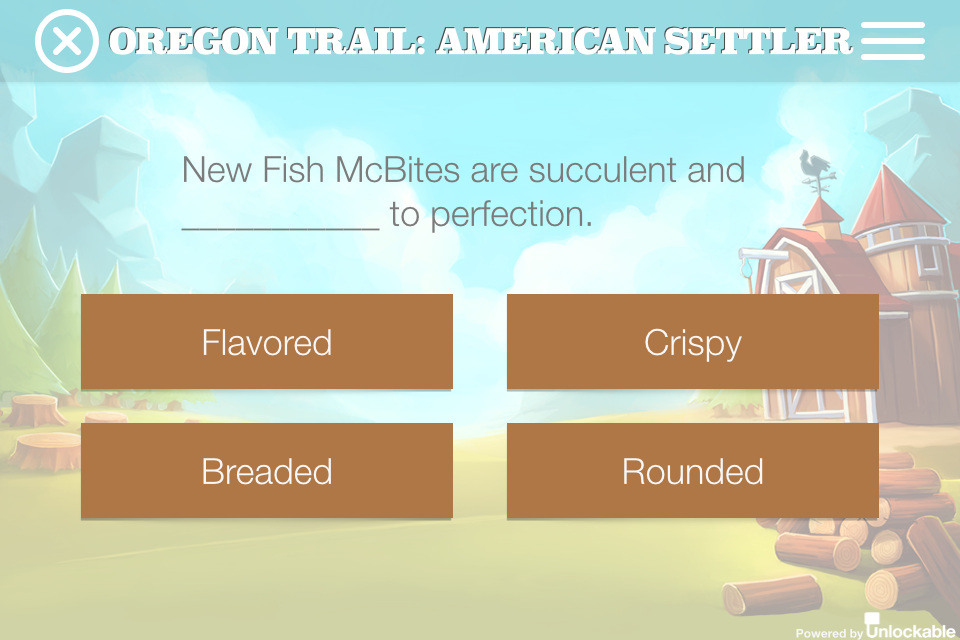 OREGON TRAIL: AMERICAN SETTLER
New Fish McBites are succulent and
___________ to perfection.
Flavored
Crispy
Breaded
Rounded
Powered by Unlockable